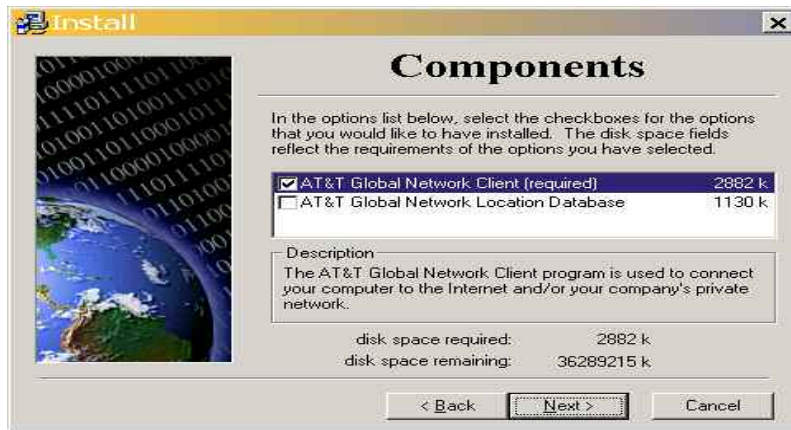 Install
Components
In the options list below, select the checkboxes for the options
that you would like to have installed. The disk space fields
reflect the requirements of the options you have selected.
AT&T Global Network Client (required) 2882 k
AT&T Global Network Location Database 1130 k
Description
The AT&T Global Network Client program is used to connect
your computer to the Internet and/or your company's private
network.
disk space required: 2882 k
disk space remaining: 36289215 k
< Back Next > Cancel